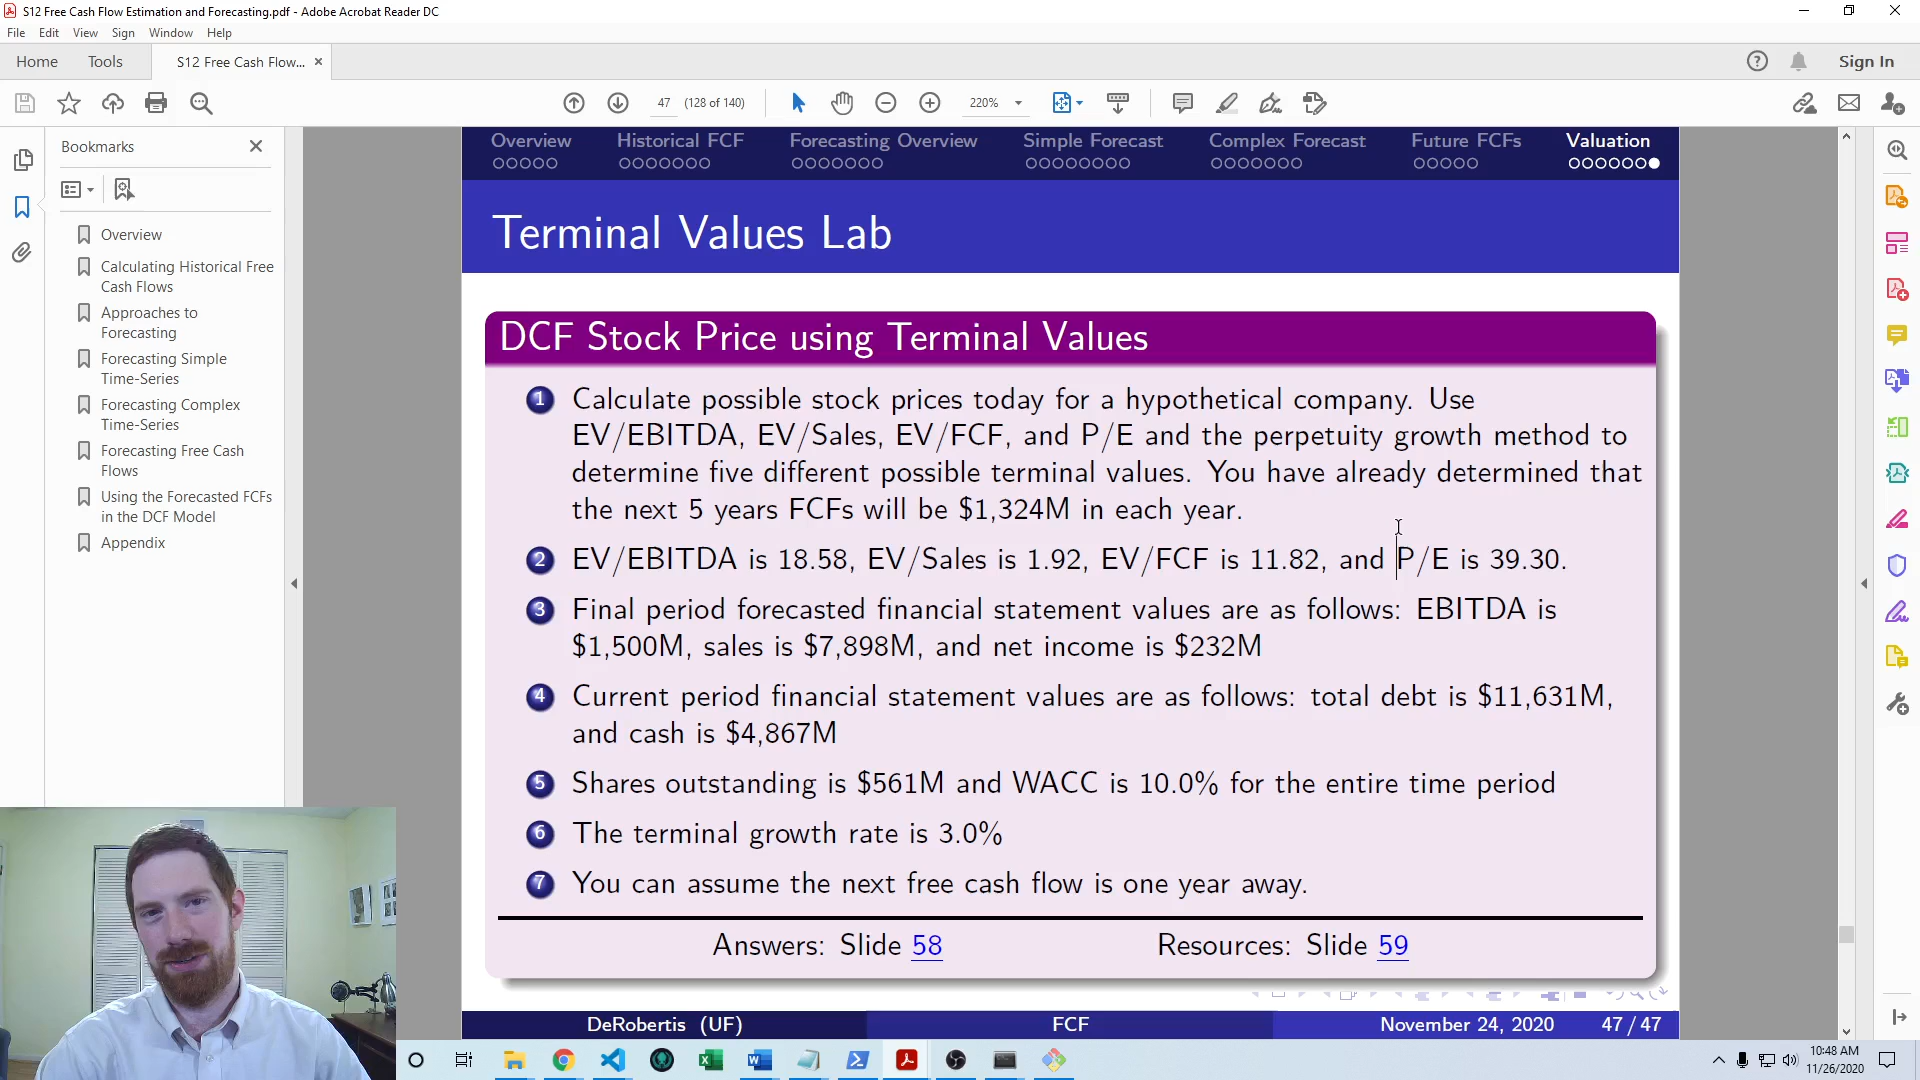 S12 Free Cash Flow Estimation and Forecasting.pdf - Adobe Acrobat Reader DC
File Edit View Sign Window Help
Home Tools S12 Free Cash Flow... × Sign In
47 (128 of 140) 220%
Bookmarks
Overview
Calculating Historical Free
Cash Flows
Approaches to
Forecasting
Forecasting Simple
Time-Series
Forecasting Complex
Time-Series
Forecasting Free Cash
Flows
Using the Forecasted FCFs
in the DCF Model
Appendix
Overview Historical FCF Forecasting Overview Simple Forecast Complex Forecast Future FCFs Valuation
Terminal Values Lab
DCF Stock Price using Terminal Values
1 Calculate possible stock prices today for a hypothetical company. Use
EV/EBITDA, EV/Sales, EV/FCF, and P/E and the perpetuity growth method to
determine five different possible terminal values. You have already determined that
the next 5 years FCFs will be $1,324M in each year.
2 EV/EBITDA is 18.58, EV/Sales is 1.92, EV/FCF is 11.82, and P/E is 39.30.
3 Final period forecasted financial statement values are as follows: EBITDA is
$1,500M, sales is $7,898M, and net income is $232M
4 Current period financial statement values are as follows: total debt is $11,631M,
and cash is $4,867M
5 Shares outstanding is $561M and WACC is 10.0% for the entire time period
6 The terminal growth rate is 3.0%
7 You can assume the next free cash flow is one year away.
Answers: Slide 58 Resources: Slide 59
DeRobertis (UF) FCF November 24, 2020 47 / 47
10:48 AM
11/26/2020